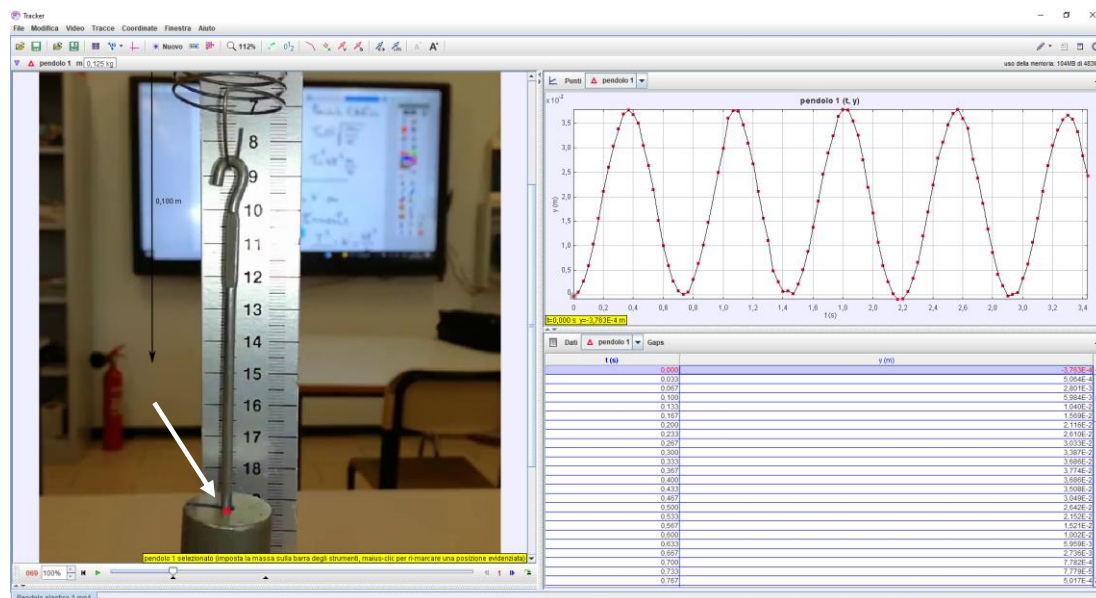 Tracker
File Modifica Video Tracce Coordinate Finestra Aiuto
Nuovo 112%
pendolo 1 m 0,125 kg
uso della memoria: 104MB di 483
7
8
9
10
11
12
13
14
15
16
17
18
0,100 m
pendolo 1 selezionato (imposta la massa sulla barra degli strumenti, maius-clic per ri-marcare una posizione evidenziata)
069 100%
1
Pendolo elastico 1.mp4
Punti pendolo 1
x10⁻²
pendolo 1 (t, y)
3,5
3,0
2,5
2,0
1,5
1,0
0,5
0
y (m)
0 0,2 0,4 0,6 0,8 1,0 1,2 1,4 1,6 1,8 2,0 2,2 2,4 2,6 2,8 3,0 3,2 3,4
t (s)
t=0,000 s y=-3,763E-4 m
Dati pendolo 1 Gaps
t (s) y (m)
0,000 -3,763E-4
0,033 5,054E-4
0,067 2,801E-3
0,100 5,984E-3
0,133 1,040E-2
0,167 1,569E-2
0,200 2,116E-2
0,233 2,610E-2
0,267 3,033E-2
0,300 3,387E-2
0,333 3,686E-2
0,367 3,774E-2
0,400 3,686E-2
0,433 3,508E-2
0,467 3,049E-2
0,500 2,642E-2
0,533 2,152E-2
0,567 1,521E-2
0,600 1,002E-2
0,633 5,959E-3
0,667 2,736E-3
0,700 7,782E-4
0,733 7,779E-5
0,767 5,017E-4